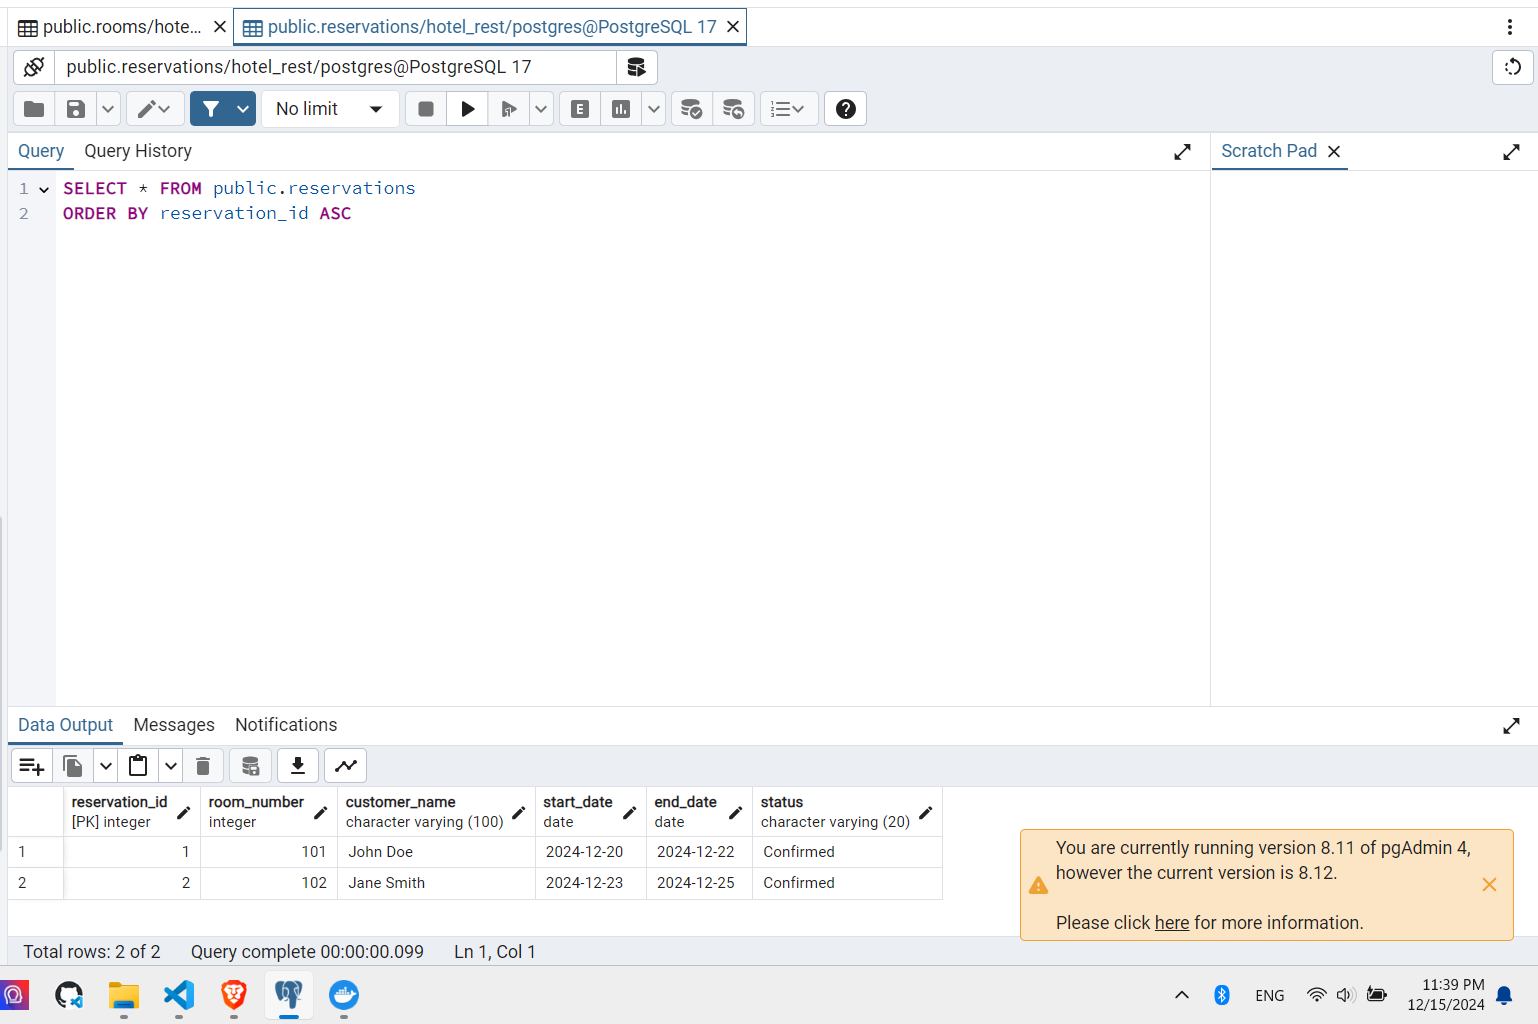 public.rooms/hote...
public.reservations/hotel_rest/postgres@PostgreSQL 17
public.reservations/hotel_rest/postgres@PostgreSQL 17
No limit
E
Query
Query History
Scratch Pad
1 SELECT * FROM public.reservations
2 ORDER BY reservation_id ASC
Data Output
Messages
Notifications
reservation_id room_number customer_name start_date end_date status
[PK] integer integer character varying (100) date date character varying (20)
1 1 101 John Doe 2024-12-20 2024-12-22 Confirmed
2 2 102 Jane Smith 2024-12-23 2024-12-25 Confirmed
You are currently running version 8.11 of pgAdmin 4,
however the current version is 8.12.
Please click here for more information.
Total rows: 2 of 2 Query complete 00:00:00.099 Ln 1, Col 1
ENG
11:39 PM
12/15/2024